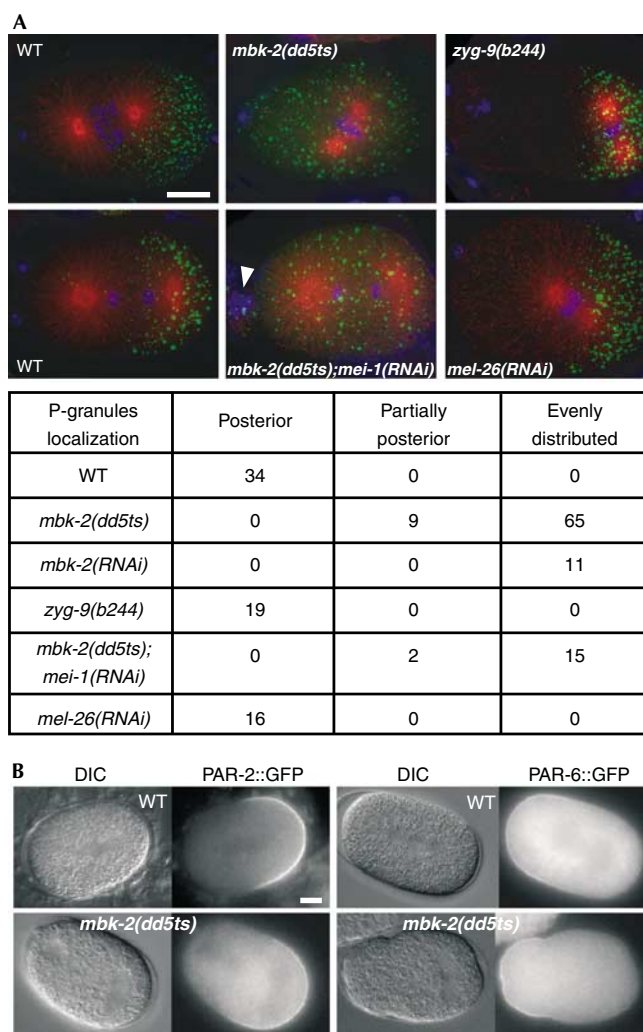 A
WT
mbk-2(dd5ts)
zyg-9(b244)
WT
mbk-2(dd5ts);mei-1(RNAi)
mel-26(RNAi)
P-granules localization Posterior Partially posterior Evenly distributed
WT 34 0 0
mbk-2(dd5ts) 0 9 65
mbk-2(RNAi) 0 0 11
zyg-9(b244) 19 0 0
mbk-2(dd5ts); mei-1(RNAi) 0 2 15
mel-26(RNAi) 16 0 0
B
DIC PAR-2::GFP DIC PAR-6::GFP
WT WT
mbk-2(dd5ts) mbk-2(dd5ts)